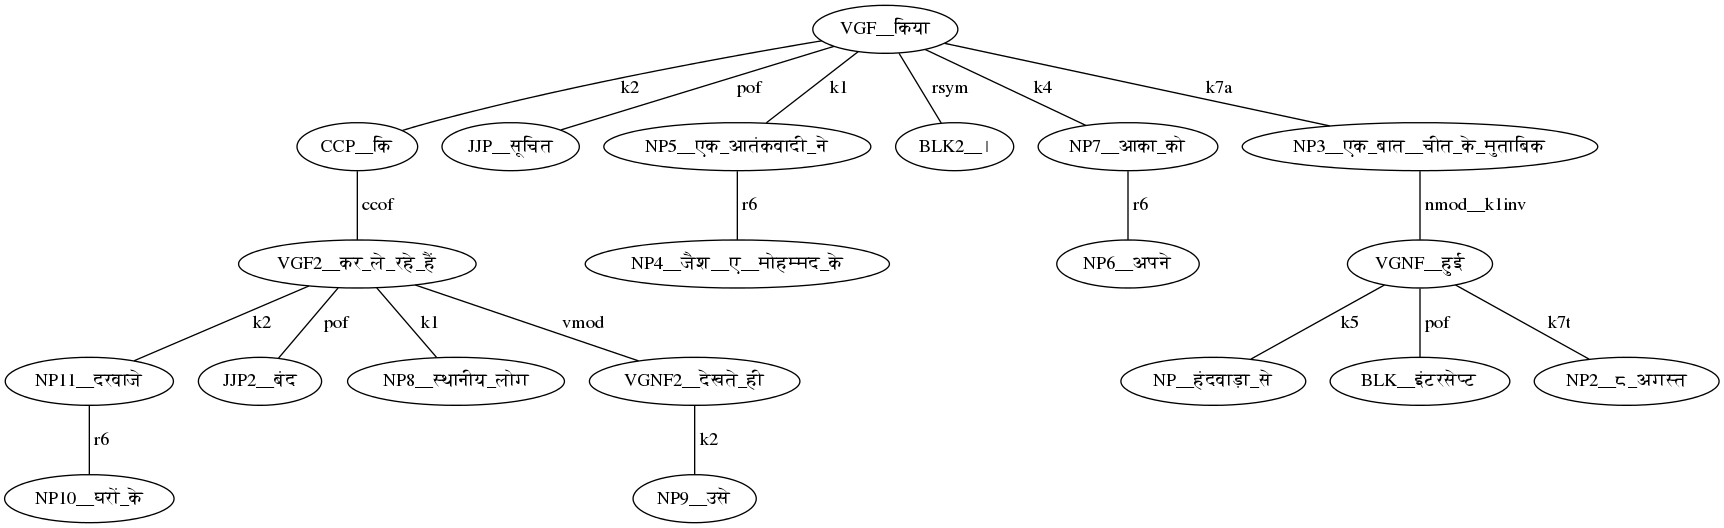 VGF__किया
k2 pof k1 rsym k4 k7a
CCP__कि JJP__सूचित NP5__एक_आतंकवादी_ने BLK2__। NP7__आका_को NP3__एक_बात__चीत_के_मुताबिक
ccof r6 r6 nmod__k1inv
VGF2__कर_ले_रहे_हैं NP4__जैश__ए__मोहम्मद_के NP6__अपने VGNF__हुई
k2 pof k1 vmod k5 pof k7t
NP11__दरवाजे JJP2__बंद NP8__स्थानीय_लोग VGNF2__देखते_ही NP__हंदवाड़ा_से BLK__इंटरसेप्ट NP2__८_अगस्त
r6 k2
NP10__घरों_के NP9__उसे